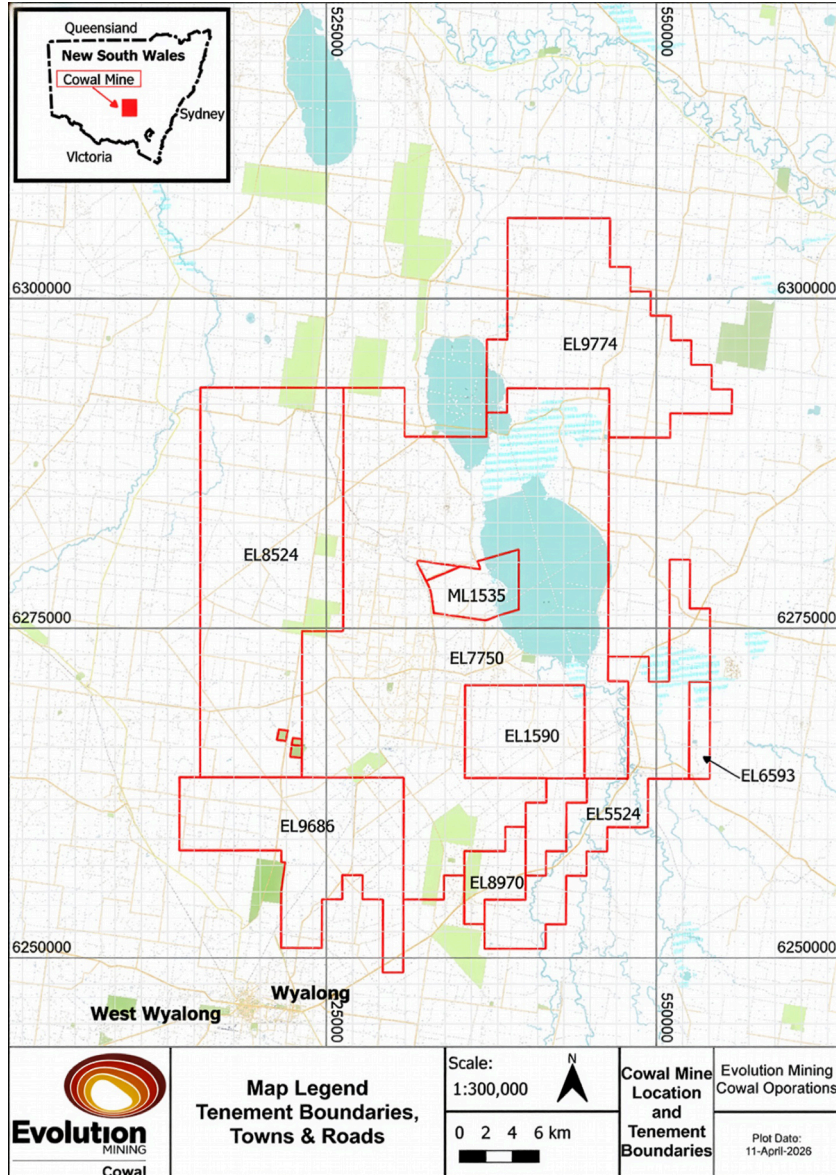 Queensland
New South Wales
Cowal Mine
Sydney
VIctoria
525000
550000
6300000
6300000
EL9774
EL8524
ML1535
6275000
6275000
EL7750
EL1590
EL6593
EL5524
EL9686
EL8970
6250000
6250000
525000
550000
Wyalong
West Wyalong
Evolution
MINING
Cowal
Map Legend
Tenement Boundaries,
Towns & Roads
Scale:
1:300,000
N
0 2 4 6 km
Cowal Mine
Location
and
Tenement
Boundaries
Evolution Mining
Cowal Oporations
Plot Date:
11-April-2026